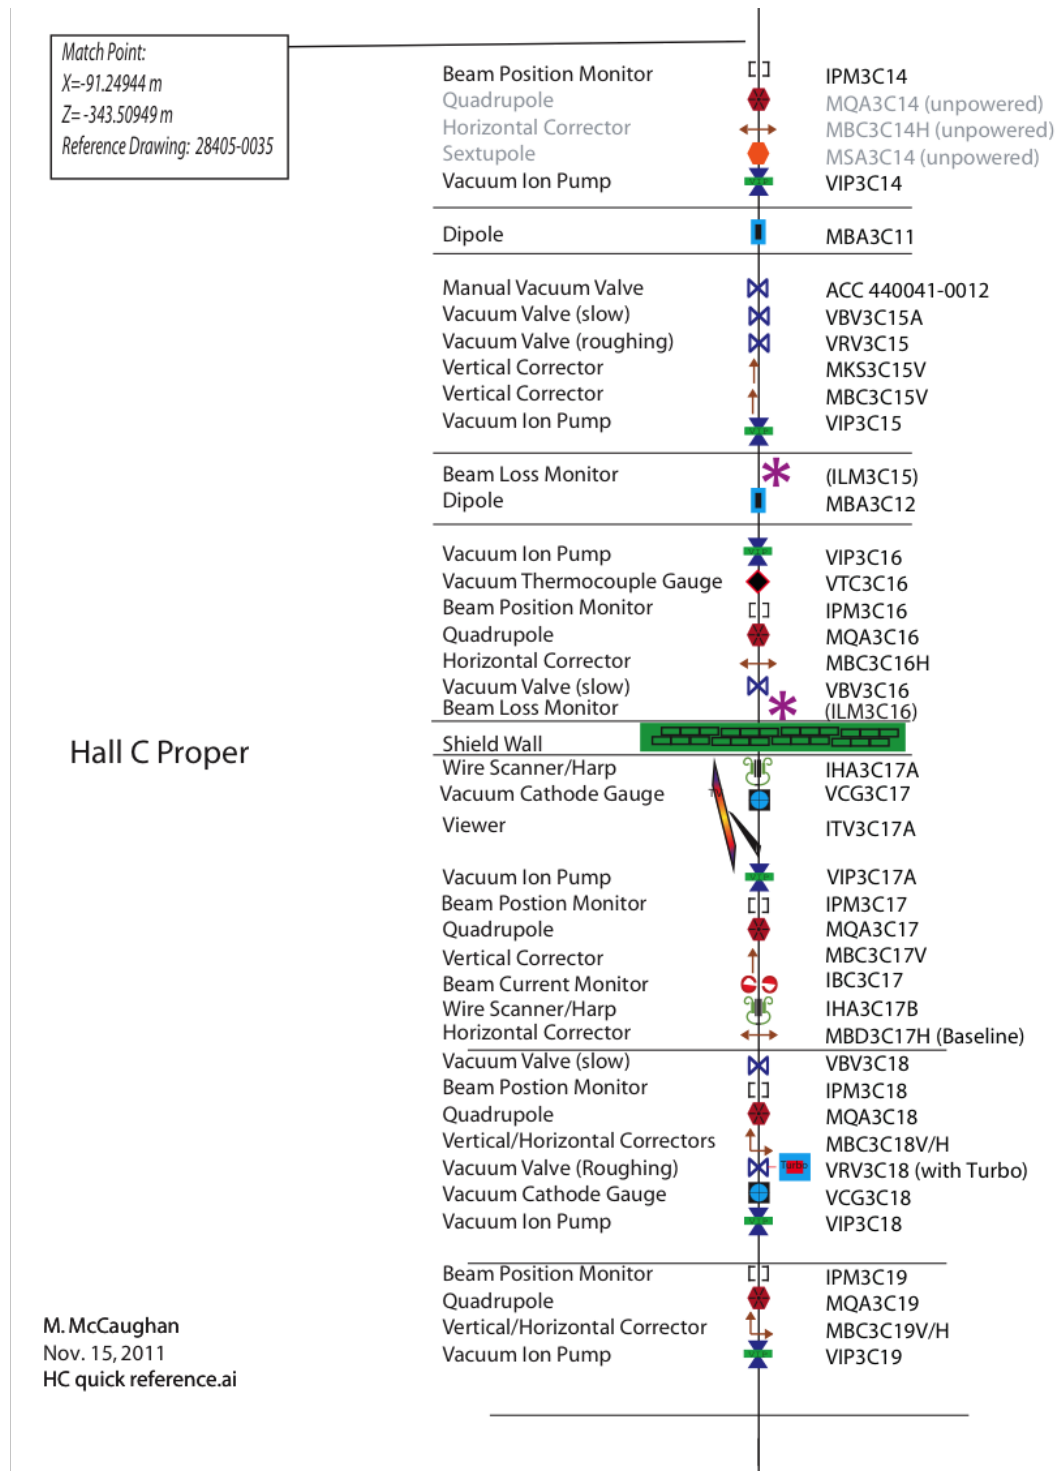 Match Point:
X=-91.24944 m
Z= -343.50949 m
Reference Drawing: 28405-0035
Beam Position Monitor IPM3C14
Quadrupole MQA3C14 (unpowered)
Horizontal Corrector MBC3C14H (unpowered)
Sextupole MSA3C14 (unpowered)
Vacuum Ion Pump VIP VIP3C14
Dipole MBA3C11
Manual Vacuum Valve ACC 440041-0012
Vacuum Valve (slow) VBV3C15A
Vacuum Valve (roughing) VRV3C15
Vertical Corrector MKS3C15V
Vertical Corrector MBC3C15V
Vacuum Ion Pump VIP VIP3C15
Beam Loss Monitor (ILM3C15)
Dipole MBA3C12
Vacuum Ion Pump VIP VIP3C16
Vacuum Thermocouple Gauge VTC3C16
Beam Position Monitor IPM3C16
Quadrupole MQA3C16
Horizontal Corrector MBC3C16H
Vacuum Valve (slow) VBV3C16
Beam Loss Monitor (ILM3C16)
Shield Wall
Hall C Proper
Wire Scanner/Harp IHA3C17A
Vacuum Cathode Gauge TV VCG3C17
Viewer ITV3C17A
Vacuum Ion Pump VIP VIP3C17A
Beam Postion Monitor IPM3C17
Quadrupole MQA3C17
Vertical Corrector MBC3C17V
Beam Current Monitor IBC3C17
Wire Scanner/Harp IHA3C17B
Horizontal Corrector MBD3C17H (Baseline)
Vacuum Valve (slow) VBV3C18
Beam Postion Monitor IPM3C18
Quadrupole MQA3C18
Vertical/Horizontal Correctors MBC3C18V/H
Vacuum Valve (Roughing) Turbo VRV3C18 (with Turbo)
Vacuum Cathode Gauge VCG3C18
Vacuum Ion Pump VIP VIP3C18
Beam Position Monitor IPM3C19
Quadrupole MQA3C19
Vertical/Horizontal Corrector MBC3C19V/H
Vacuum Ion Pump VIP VIP3C19
M. McCaughan
Nov. 15, 2011
HC quick reference.ai